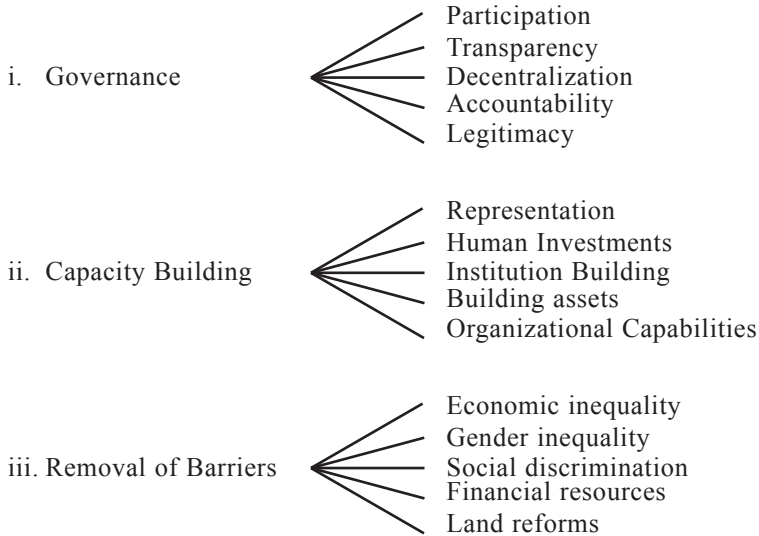 Participation
Transparency
i. Governance Decentralization
Accountability
Legitimacy
Representation
Human Investments
ii. Capacity Building Institution Building
Building assets
Organizational Capabilities
Economic inequality
Gender inequality
iii. Removal of Barriers Social discrimination
Financial resources
Land reforms